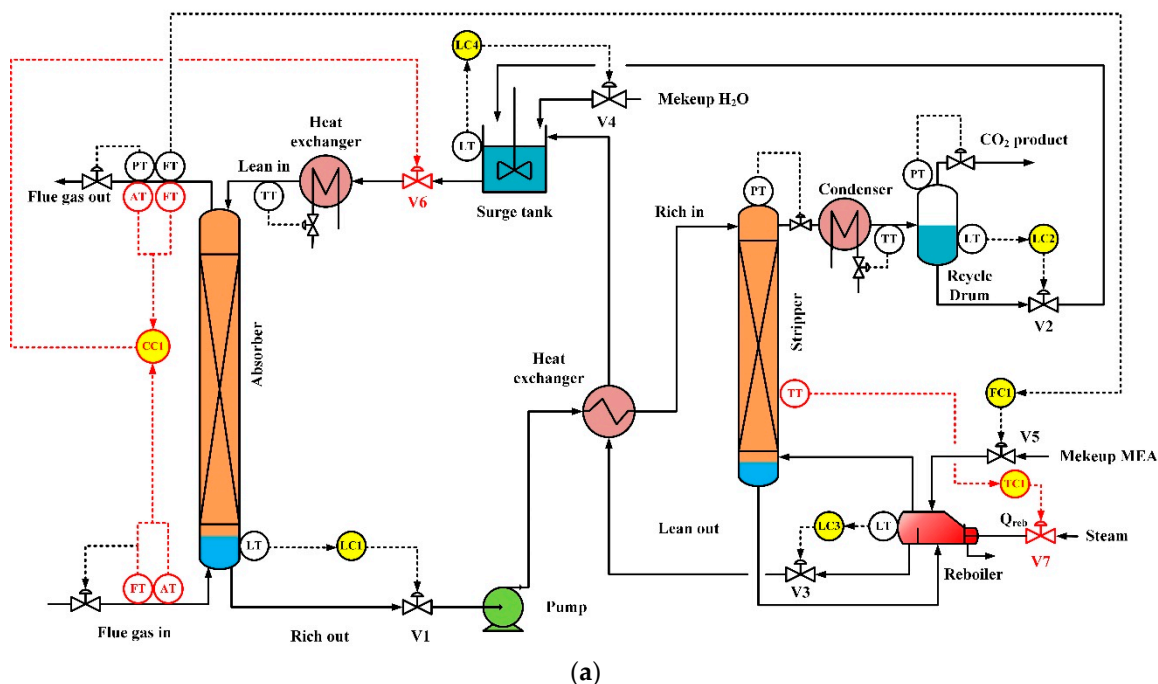 LC4
Mekeup H₂O
V4
Heat
exchanger
LT
CO₂ product
PT
FT
Lean in
PT
PT
Condenser
Flue gas out
AT
FT
TT
V6
Surge tank
Rich in
TT
LT
LC2
Recycle
Drum
V2
CC1
Absorber
Heat
exchanger
Stripper
TT
FC1
V5
Mekeup MEA
TC1
Lean out
LC3
LT
Q_reb
Steam
LT
LC1
V3
Reboiler
V7
FT
AT
Pump
Flue gas in
Rich out
V1
(a)